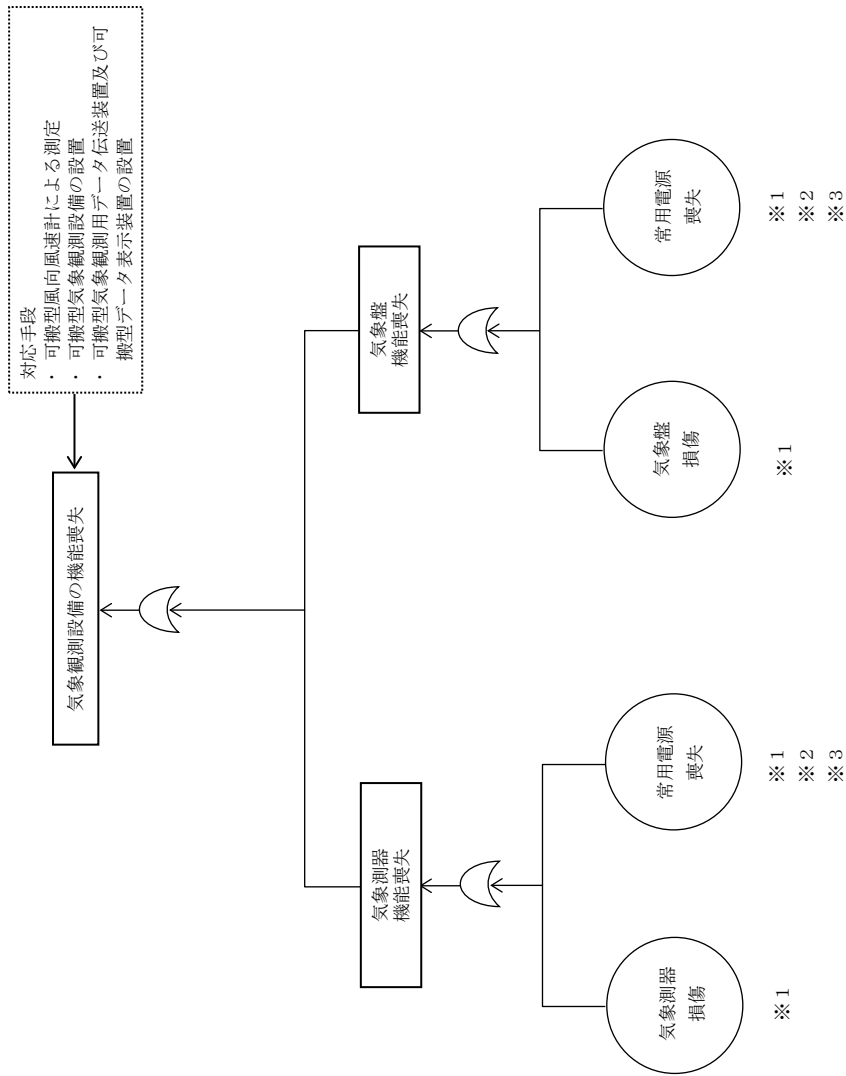 対応手段
・ 可搬型風向風速計による測定
・ 可搬型気象観測設備の設置
・ 可搬型気象観測用データ伝送装置及び可
搬型データ表示装置の設置
気象観測設備の機能喪失
気象測器
機能喪失
気象盤
機能喪失
気象測器
損傷
常用電源
喪失
気象盤
損傷
常用電源
喪失
※1
※1
※2
※3
※1
※1
※2
※3